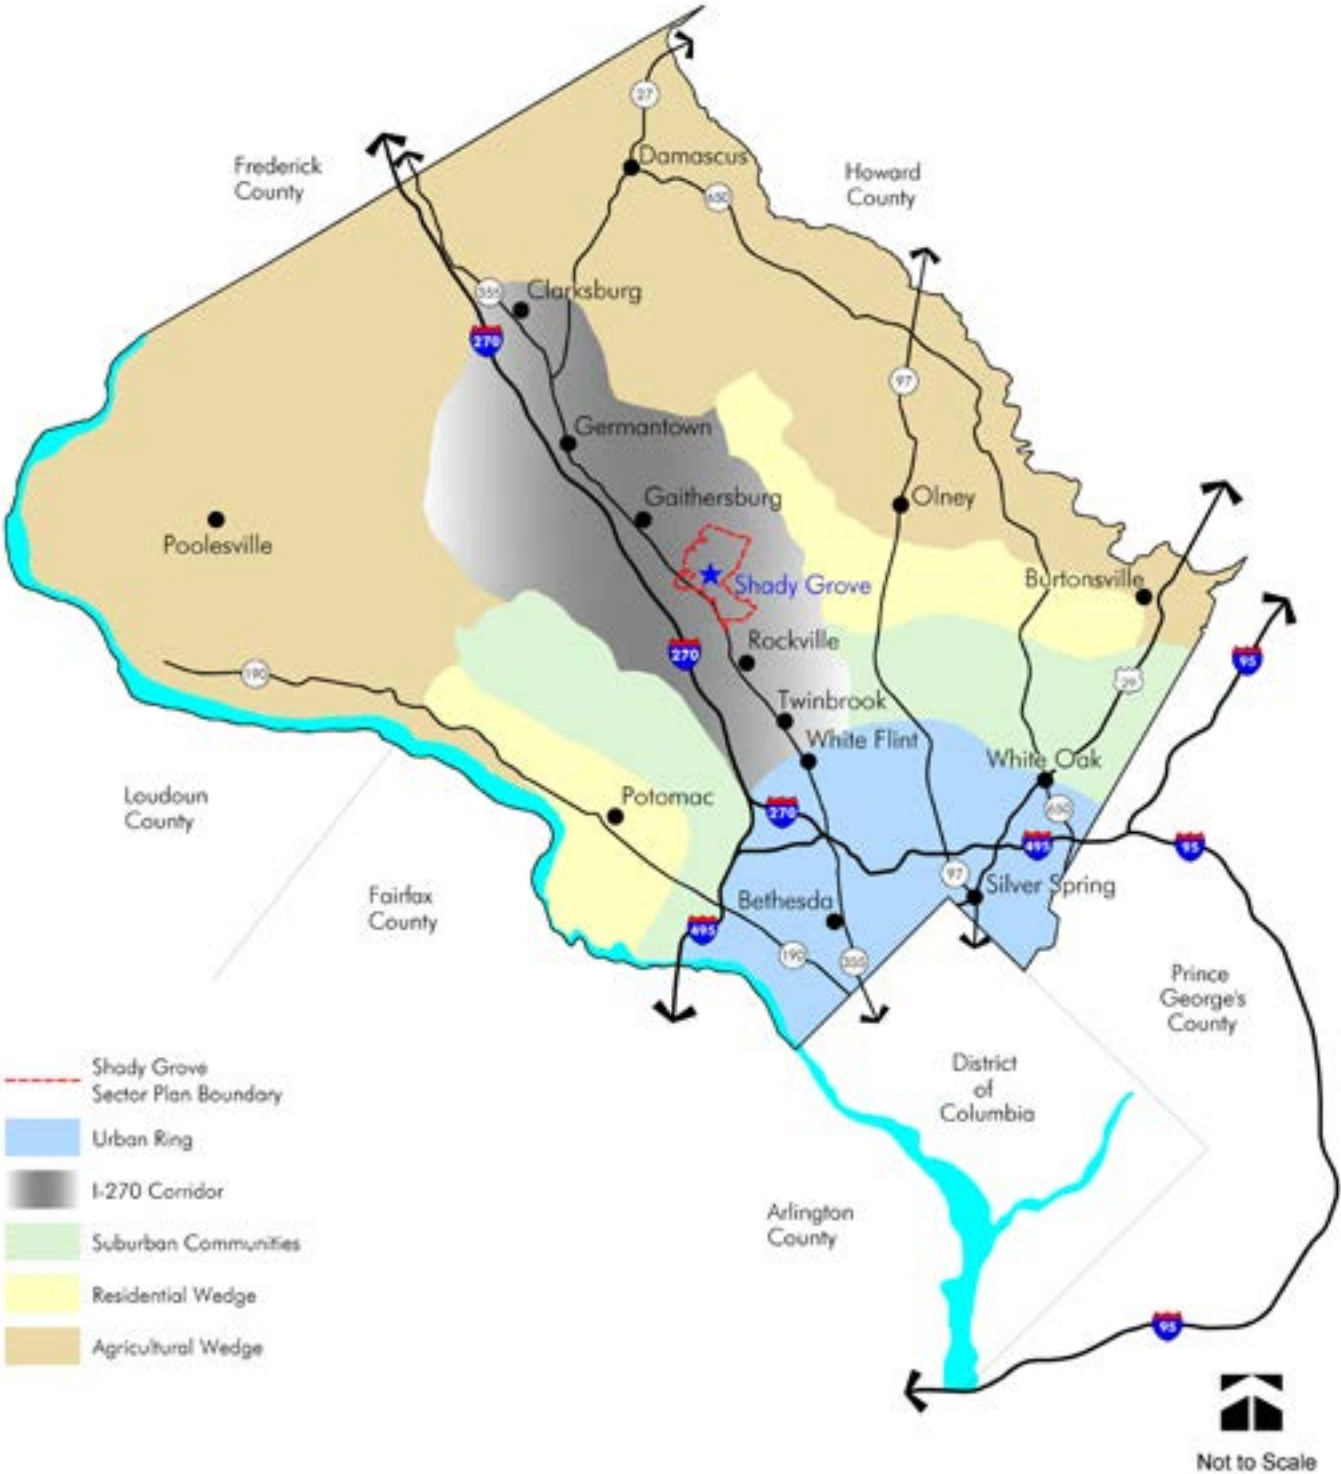 27
Damascus
Frederick
County
650
Howard
County
355
Clarksburg
270
97
Germantown
Gaithersburg
Olney
Poolesville
Shady Grove
Burtonsville
Rockville
270
190
95
29
Twinbrook
White Flint
White Oak
Loudoun
County
Potomac
270
650
495
95
97
Silver Spring
Fairfax
County
Bethesda
495
190
355
Prince
George's
County
District
of
Columbia
Shady Grove
Sector Plan Boundary
Urban Ring
I-270 Corridor
Suburban Communities
Residential Wedge
Agricultural Wedge
Arlington
County
95
Not to Scale